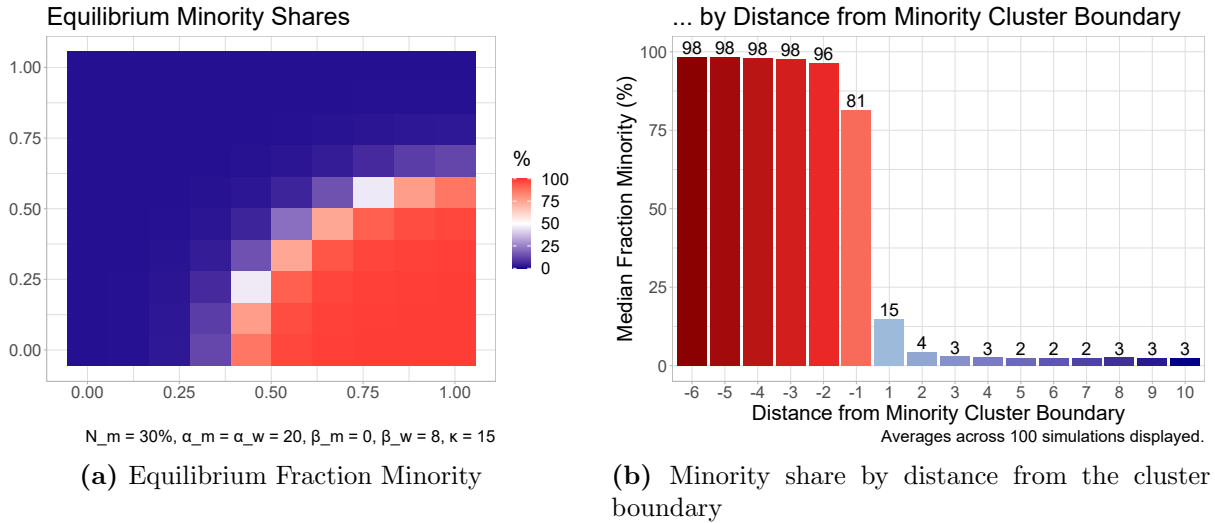 Equilibrium Minority Shares
1.00
0.75
0.50
0.25
0.00
0.00 0.25 0.50 0.75 1.00
%
100
75
50
25
0
N_m = 30%, α_m = α_w = 20, β_m = 0, β_w = 8, κ = 15
(a) Equilibrium Fraction Minority
... by Distance from Minority Cluster Boundary
Median Fraction Minority (%)
100
75
50
25
0
98 98 98 98 96 81 15 4 3 3 2 2 2 3 3 3
-6 -5 -4 -3 -2 -1 1 2 3 4 5 6 7 8 9 10
Distance from Minority Cluster Boundary
Averages across 100 simulations displayed.
(b) Minority share by distance from the cluster
boundary